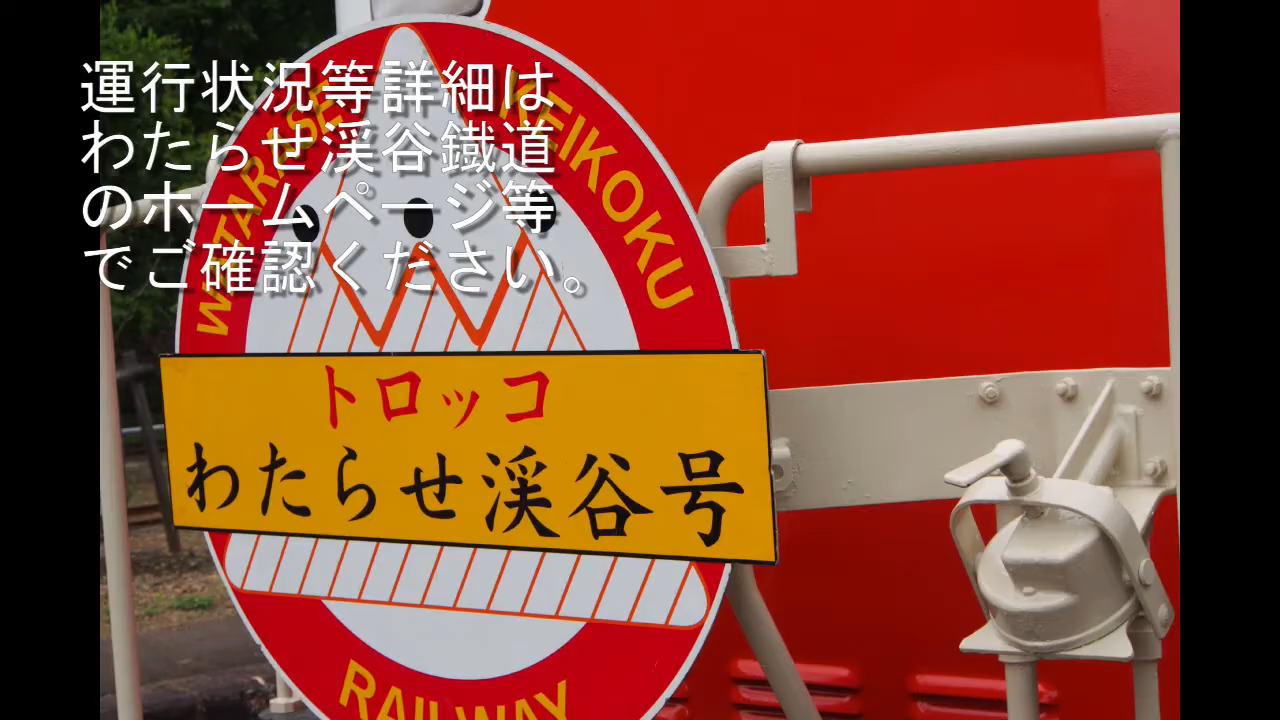 運行状況等詳細は
わたらせ渓谷鐵道
のホームページ等
でご確認ください。
WATARASE KEIKOKU
トロッコ
わたらせ渓谷号
RAILWAY